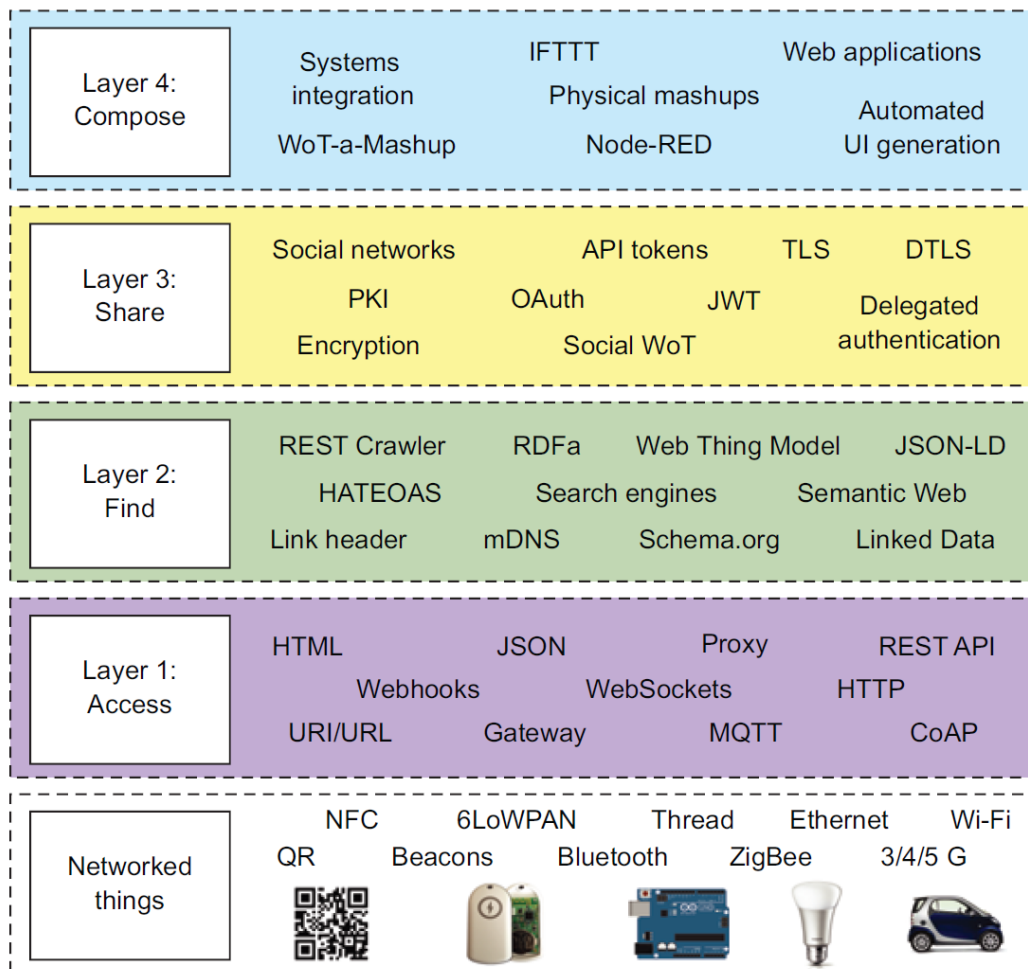 Layer 4:
Compose
Systems
integration
IFTTT
Web applications
Physical mashups
Automated
UI generation
WoT-a-Mashup
Node-RED
Layer 3:
Share
Social networks
API tokens
TLS
DTLS
PKI
OAuth
JWT
Delegated
authentication
Encryption
Social WoT
Layer 2:
Find
REST Crawler
RDFa
Web Thing Model
JSON-LD
HATEOAS
Search engines
Semantic Web
Link header
mDNS
Schema.org
Linked Data
Layer 1:
Access
HTML
JSON
Proxy
REST API
Webhooks
WebSockets
HTTP
URI/URL
Gateway
MQTT
CoAP
Networked
things
NFC
6LoWPAN
Thread
Ethernet
Wi-Fi
QR
Beacons
Bluetooth
ZigBee
3/4/5 G